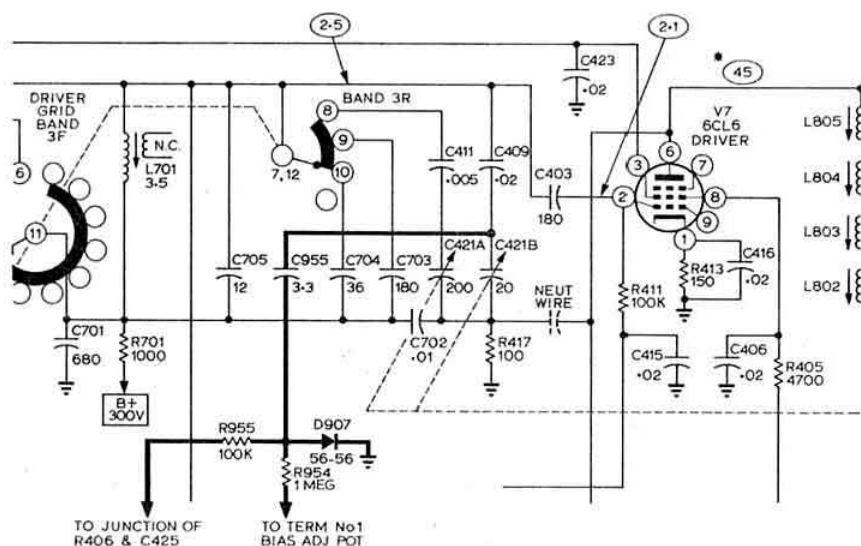 2·5
2·1
*
45
C423
·02
DRIVER
GRID
BAND
3F
BAND 3R
V7
6CL6
DRIVER
N.C.
L701
3·5
8
9
10
7,12
C411
·005
C409
·02
C403
180
3
6
7
2
8
9
1
L805
L804
L803
L802
6
11
C705
12
C955
3·3
C704
36
C703
180
C421A
200
C421B
20
NEUT
WIRE
R411
100K
R413
150
C416
·02
C701
680
R701
1000
C702
·01
R417
100
C415
·02
C406
·02
R405
4700
B+
300V
R955
100K
D907
56-56
R954
1 MEG
TO JUNCTION OF
R406 & C425
TO TERM No1
BIAS ADJ POT